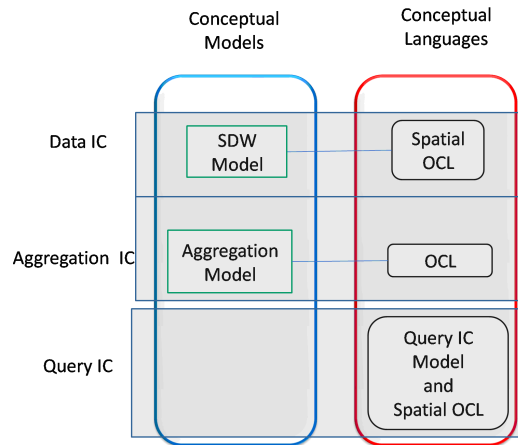 Conceptual
Models
Conceptual
Languages
Data IC
SDW
Model
Spatial
OCL
Aggregation IC
Aggregation
Model
OCL
Query IC
Query IC
Model
and
Spatial OCL